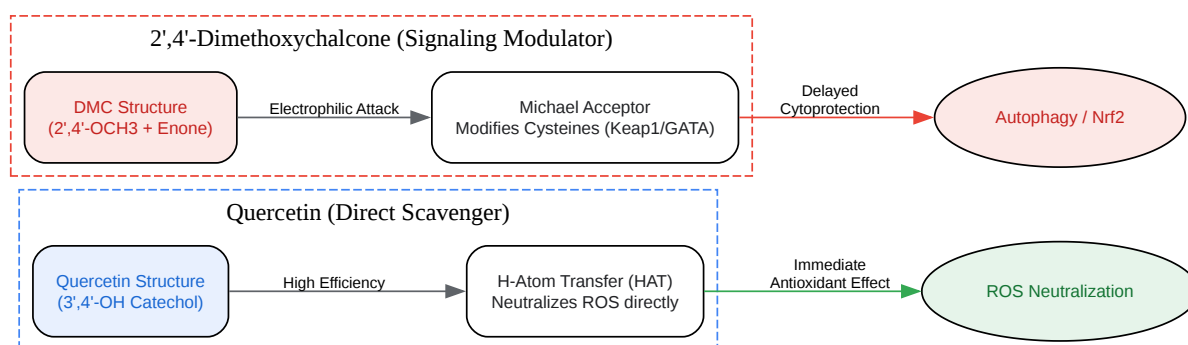 2',4'-Dimethoxychalcone (Signaling Modulator)
DMC Structure
(2',4'-OCH3 + Enone)
Electrophilic Attack
Michael Acceptor
Modifies Cysteines (Keap1/GATA)
Delayed
Cytoprotection
Autophagy / Nrf2
Quercetin (Direct Scavenger)
Quercetin Structure
(3',4'-OH Catechol)
High Efficiency
H-Atom Transfer (HAT)
Neutralizes ROS directly
Immediate
Antioxidant Effect
ROS Neutralization